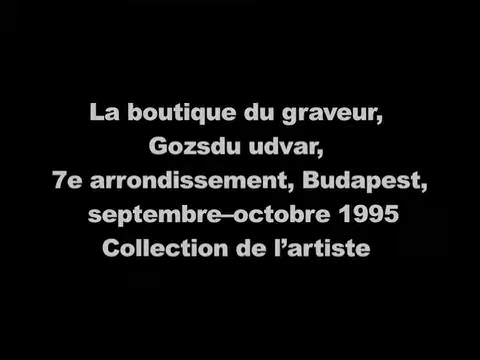 La boutique du graveur,
Gozsdu udvar,
7e arrondissement, Budapest,
septembre–octobre 1995
Collection de l’artiste